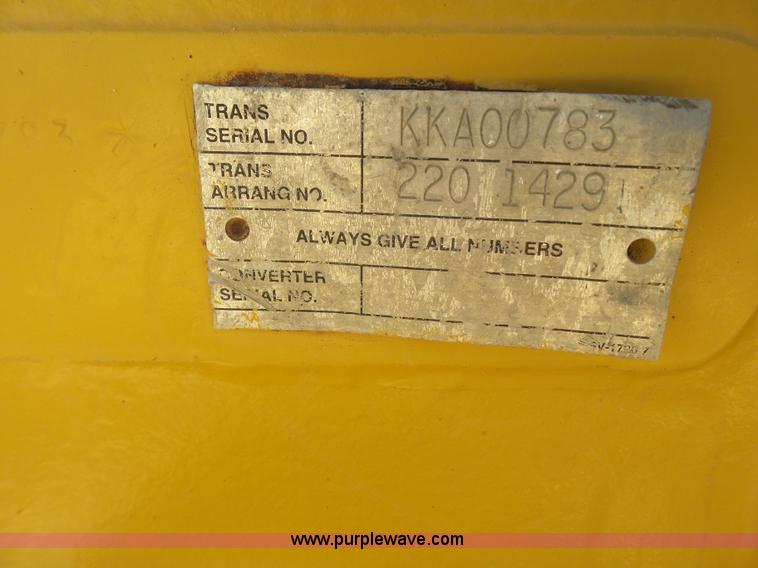 TRANS
SERIAL NO. KKA00783
TRANS
ARRANG NO. 220 1429
ALWAYS GIVE ALL NUMBERS
CONVERTER
SERIAL NO.
www.purplewave.com